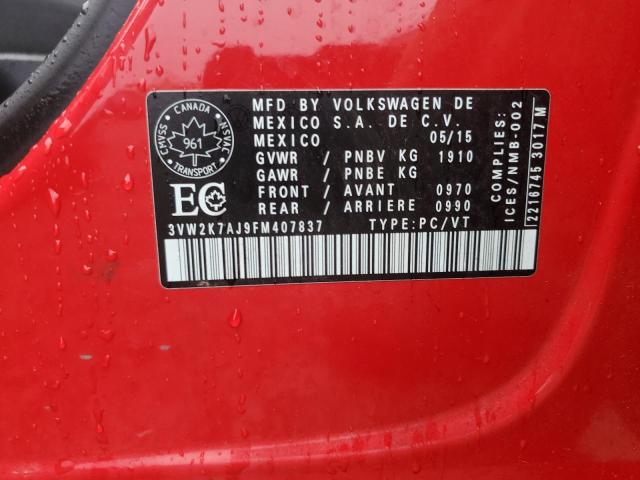 CANADA
CMVSS
NSVAC
961
TRANSPORT
EC
MFD BY VOLKSWAGEN DE
MEXICO S.A. DE C.V.
MEXICO 05/15
GVWR / PNBV KG 1910
GAWR / PNBE KG
FRONT / AVANT 0970
REAR / ARRIERE 0990
3VW2K7AJ9FM407837 TYPE:PC/VT
COMPLIES:
ICES/NMB-002
2216745 3017 M